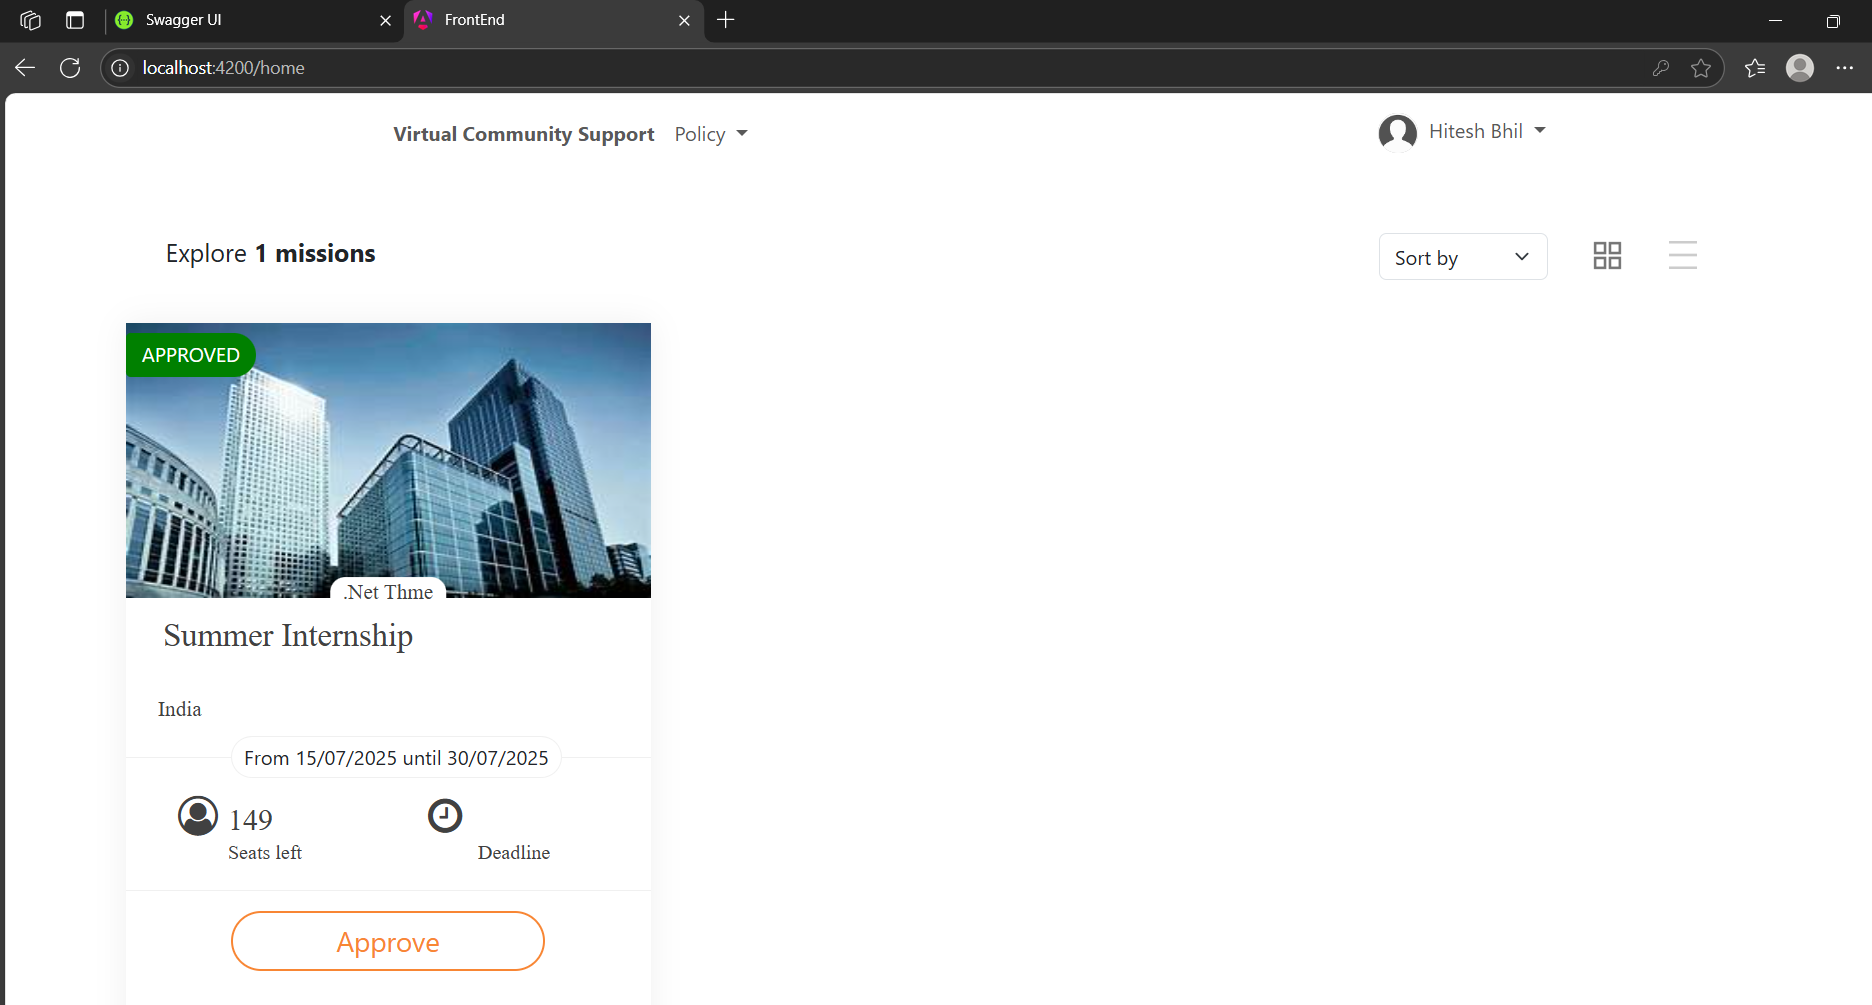 Swagger UI
FrontEnd
localhost:4200/home
Virtual Community Support Policy
Hitesh Bhil
Explore 1 missions
Sort by
APPROVED
.Net Thme
Summer Internship
India
From 15/07/2025 until 30/07/2025
149
Seats left
Deadline
Approve